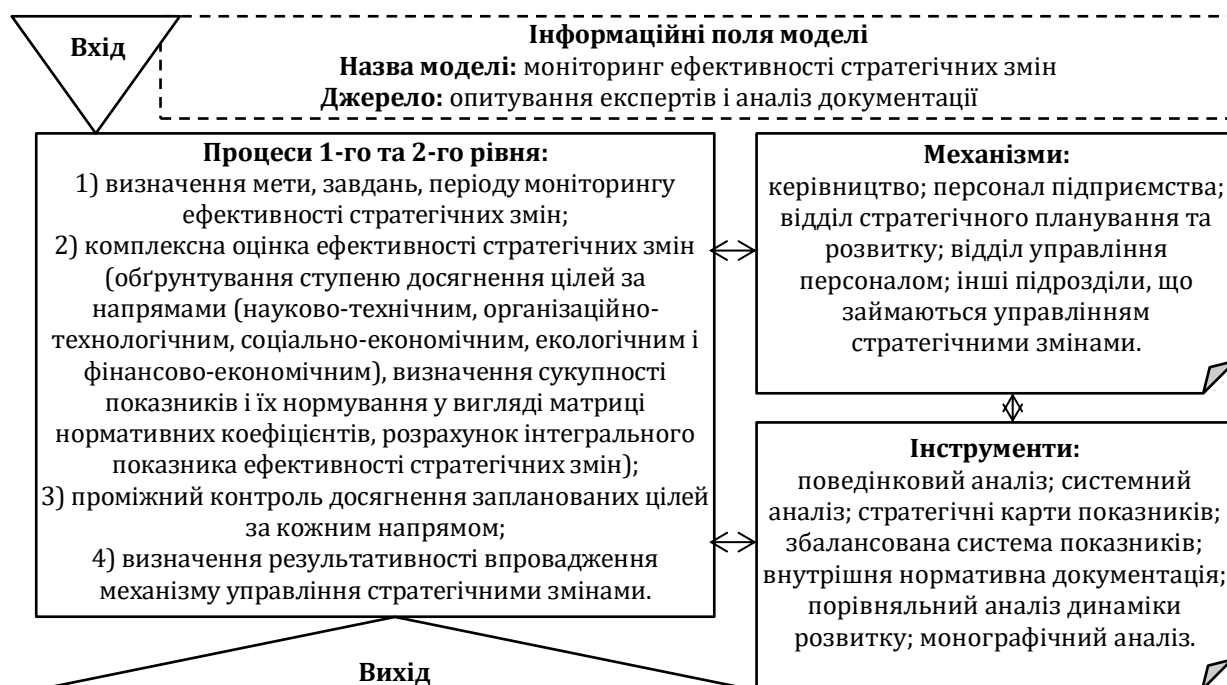 Вхід
Інформаційні поля моделі
Назва моделі: моніторинг ефективності стратегічних змін
Джерело: опитування експертів і аналіз документації
Процеси 1-го та 2-го рівня:
1) визначення мети, завдань, періоду моніторингу
ефективності стратегічних змін;
2) комплексна оцінка ефективності стратегічних змін
(обґрунтування ступеню досягнення цілей за
напрямами (науково-технічним, організаційно-
технологічним, соціально-економічним, екологічним і
фінансово-економічним), визначення сукупності
показників і їх нормування у вигляді матриці
нормативних коефіцієнтів, розрахунок інтегрального
показника ефективності стратегічних змін);
3) проміжний контроль досягнення запланованих цілей
за кожним напрямом;
4) визначення результативності впровадження
механізму управління стратегічними змінами.
Механізми:
керівництво; персонал підприємства;
відділ стратегічного планування та
розвитку; відділ управління
персоналом; інші підрозділи, що
займаються управлінням
стратегічними змінами.
Інструменти:
поведінковий аналіз; системний
аналіз; стратегічні карти показників;
збалансована система показників;
внутрішня нормативна документація;
порівняльний аналіз динаміки
розвитку; монографічний аналіз.
Вихід